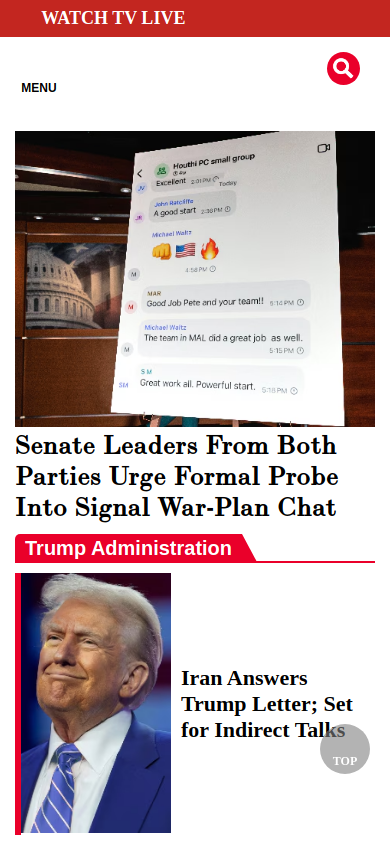 WATCH TV LIVE
MENU
Houthi PC small group
Excellent 2:01 PM
Today
John Ratcliffe
A good start 2:36 PM
Michael Waltz
👊🇺🇸🔥
4:58 PM
MAR
Good Job Pete and your team!! 5:14 PM
Michael Waltz
The team in MAL did a great job as well.
5:15 PM
S M
Great work all. Powerful start. 5:18 PM
Senate Leaders From Both
Parties Urge Formal Probe
Into Signal War-Plan Chat
Trump Administration
Iran Answers
Trump Letter; Set
for Indirect Talks
TOP